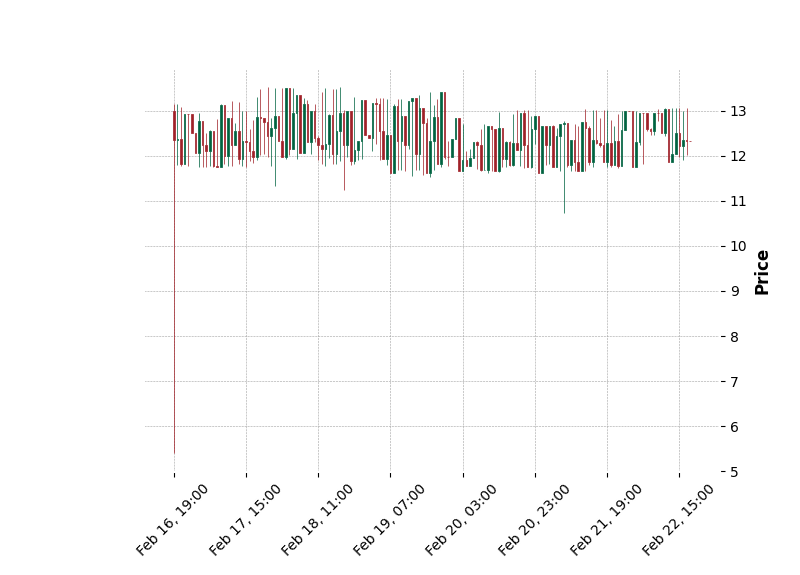 13
12
11
10
9
8
7
6
5
Price
Feb 16, 19:00
Feb 17, 15:00
Feb 18, 11:00
Feb 19, 07:00
Feb 20, 03:00
Feb 20, 23:00
Feb 21, 19:00
Feb 22, 15:00